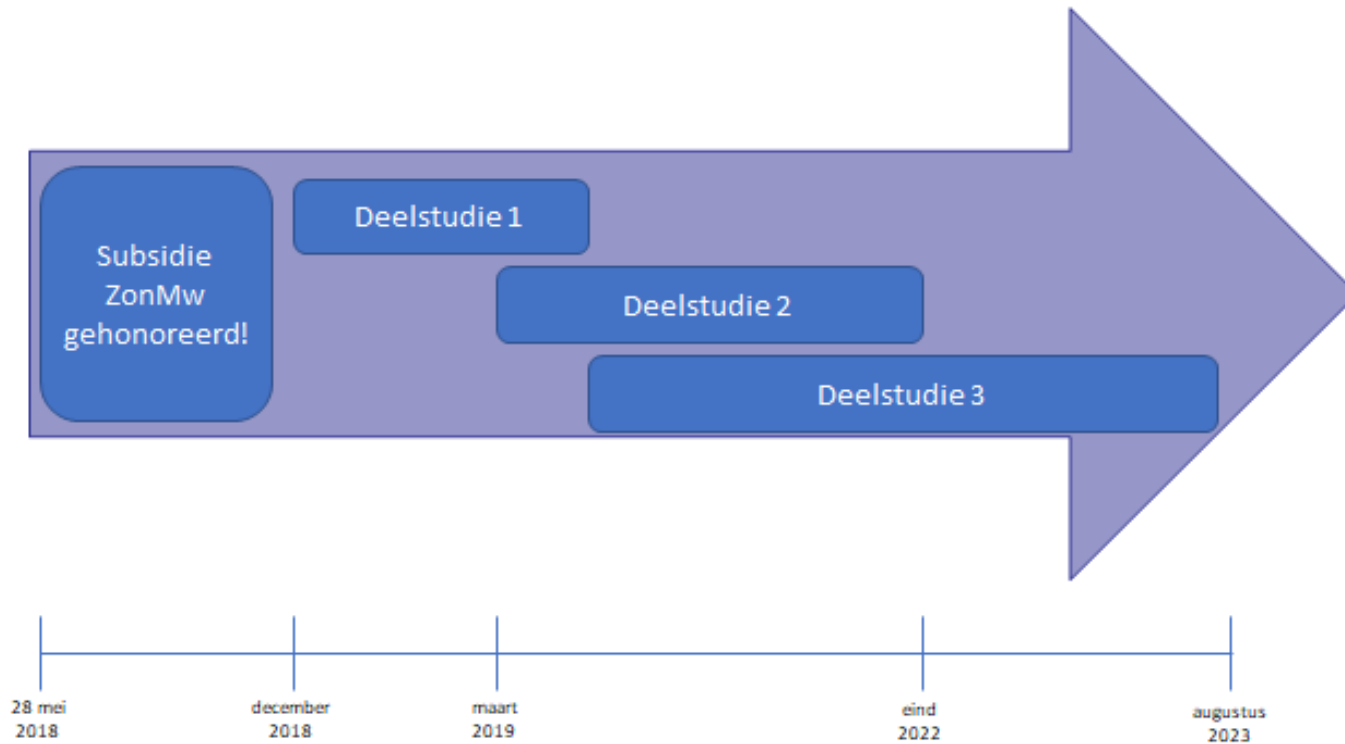 Subsidie
ZonMw
gehonoreerd!
Deelstudie 1
Deelstudie 2
Deelstudie 3
28 mei
2018
december
2018
maart
2019
eind
2022
augustus
2023